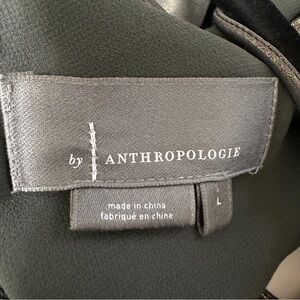 by ANTHROPOLOGIE
made in china
fabriqué en chine
L